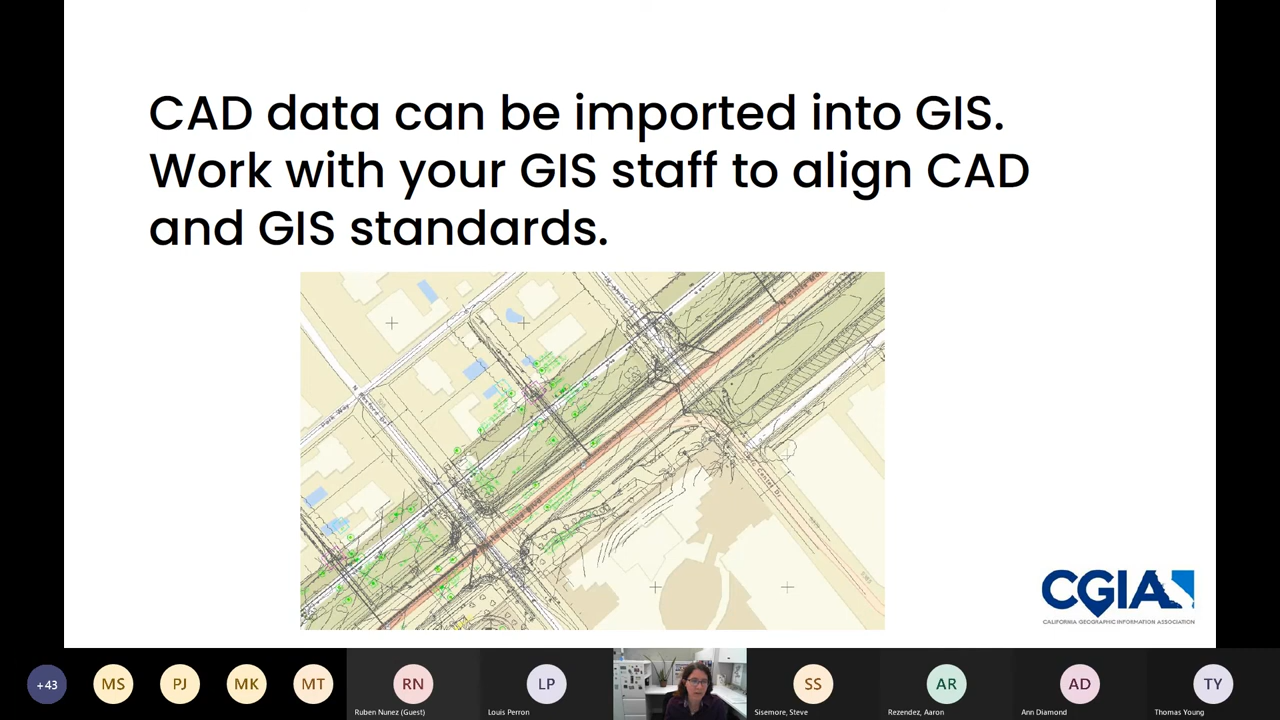 CAD data can be imported into GIS.
Work with your GIS staff to align CAD
and GIS standards.
CGIA
CALIFORNIA GEOGRAPHIC INFORMATION ASSOCIATION
+43
MS
PJ
MK
MT
RN
LP
SS
AR
AD
TY
Ruben Nunez (Guest)
Louis Perron
Sisemore, Steve
Rezendez, Aaron
Ann Diamond
Thomas Young